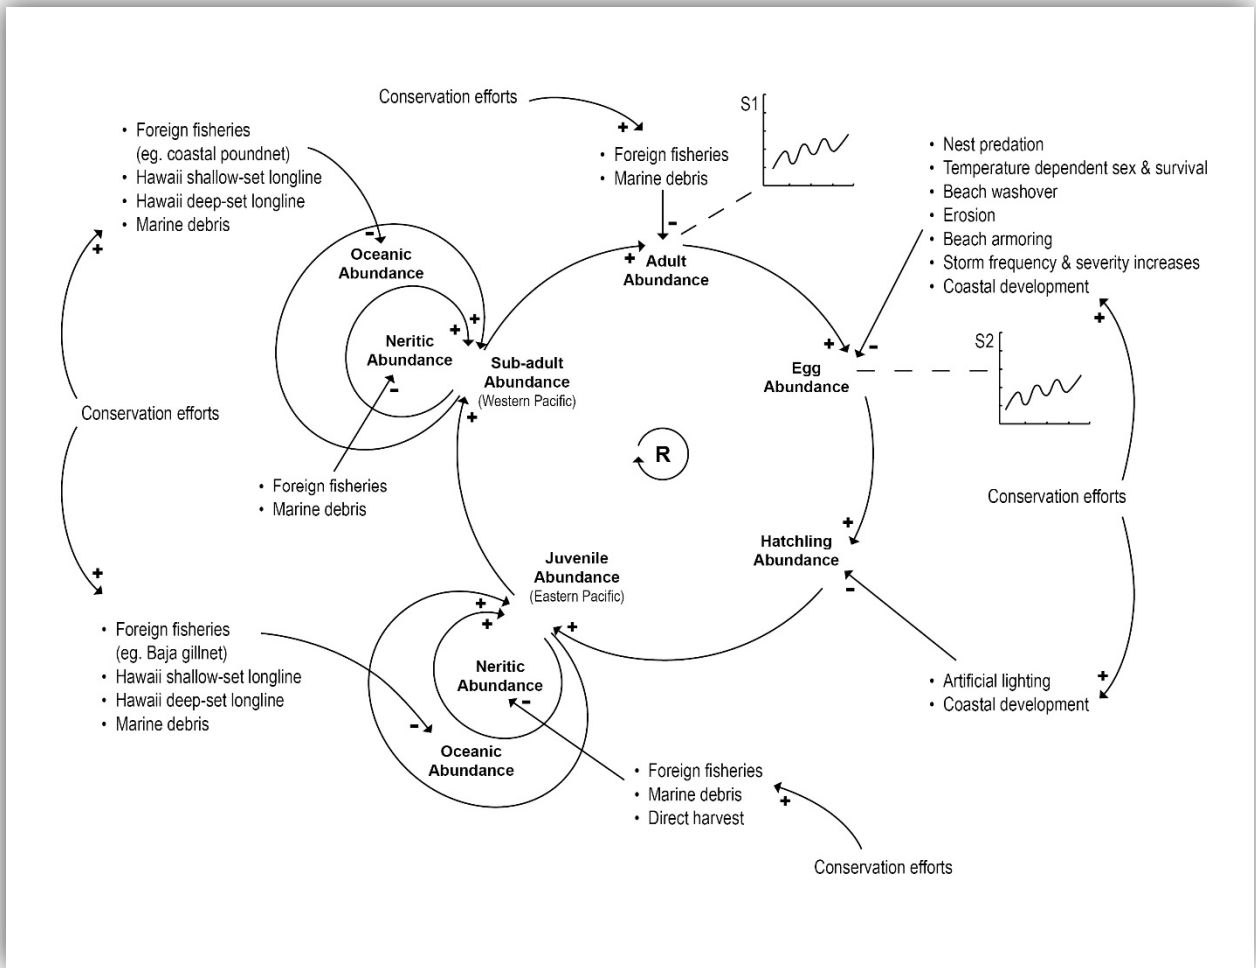 Conservation efforts
S1
• Foreign fisheries
(eg. coastal poundnet)
• Hawaii shallow-set longline
• Hawaii deep-set longline
• Marine debris
+
• Foreign fisheries
• Marine debris
-
• Nest predation
• Temperature dependent sex & survival
• Beach washover
• Erosion
• Beach armoring
• Storm frequency & severity increases
• Coastal development
+
-
Oceanic
Abundance
+
Adult
Abundance
+
+
+
Neritic
Abundance
-
Sub-adult
Abundance
(Western Pacific)
+
+
-
Egg
Abundance
S2
+
Conservation efforts
R
• Foreign fisheries
• Marine debris
Conservation efforts
+
Hatchling
Abundance
-
Juvenile
Abundance
(Eastern Pacific)
+
+
+
+
• Foreign fisheries
(eg. Baja gillnet)
• Hawaii shallow-set longline
• Hawaii deep-set longline
• Marine debris
Neritic
Abundance
-
-
Oceanic
Abundance
+
• Artificial lighting
• Coastal development
• Foreign fisheries
• Marine debris
• Direct harvest
+
Conservation efforts